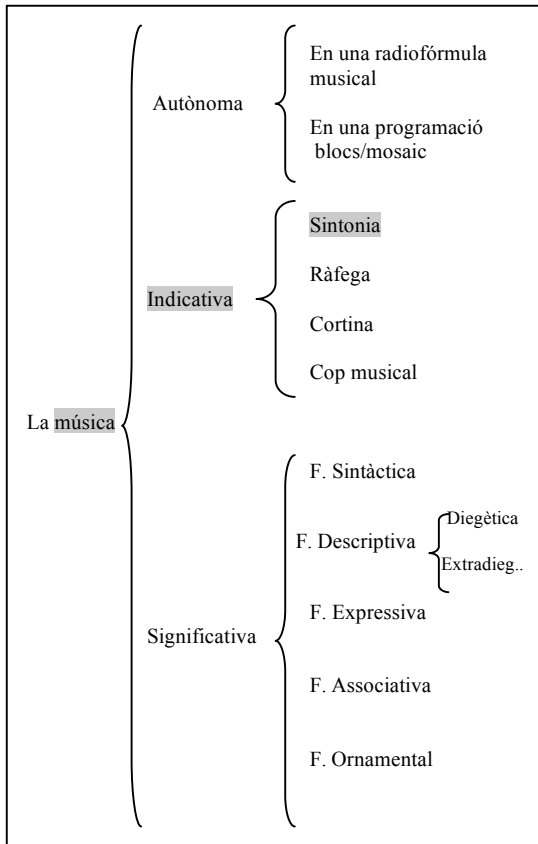 En una radiofórmula
musical
Autònoma
En una programació
blocs/mosaic
Sintonia
Ràfega
Indicativa
Cortina
Cop musical
La música
F. Sintàctica
Diegètica
F. Descriptiva
Extradieg..
F. Expressiva
Significativa
F. Associativa
F. Ornamental